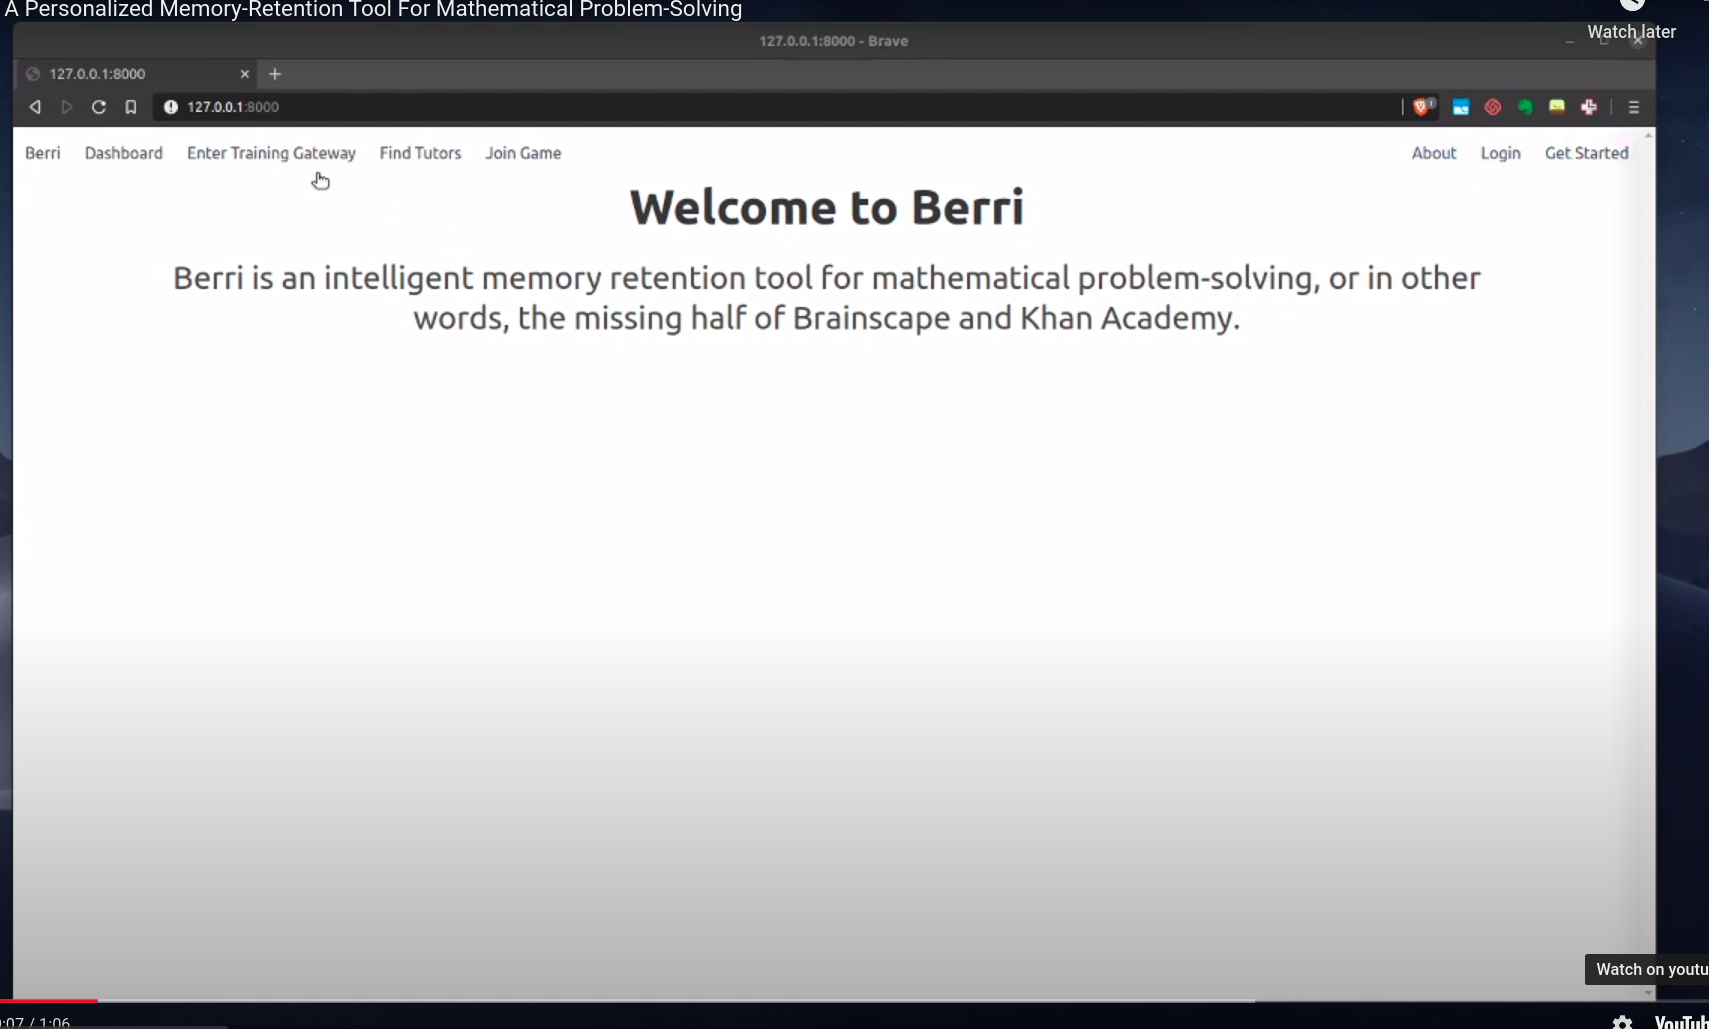 A Personalized Memory-Retention Tool For Mathematical Problem-Solving
Watch later
127.0.0.1:8000 - Brave
127.0.0.1:8000
127.0.0.1:8000
Berri Dashboard Enter Training Gateway Find Tutors Join Game About Login Get Started
Welcome to Berri
Berri is an intelligent memory retention tool for mathematical problem-solving, or in other
words, the missing half of Brainscape and Khan Academy.
Watch on youtu
:07 / 1:06
YouTub